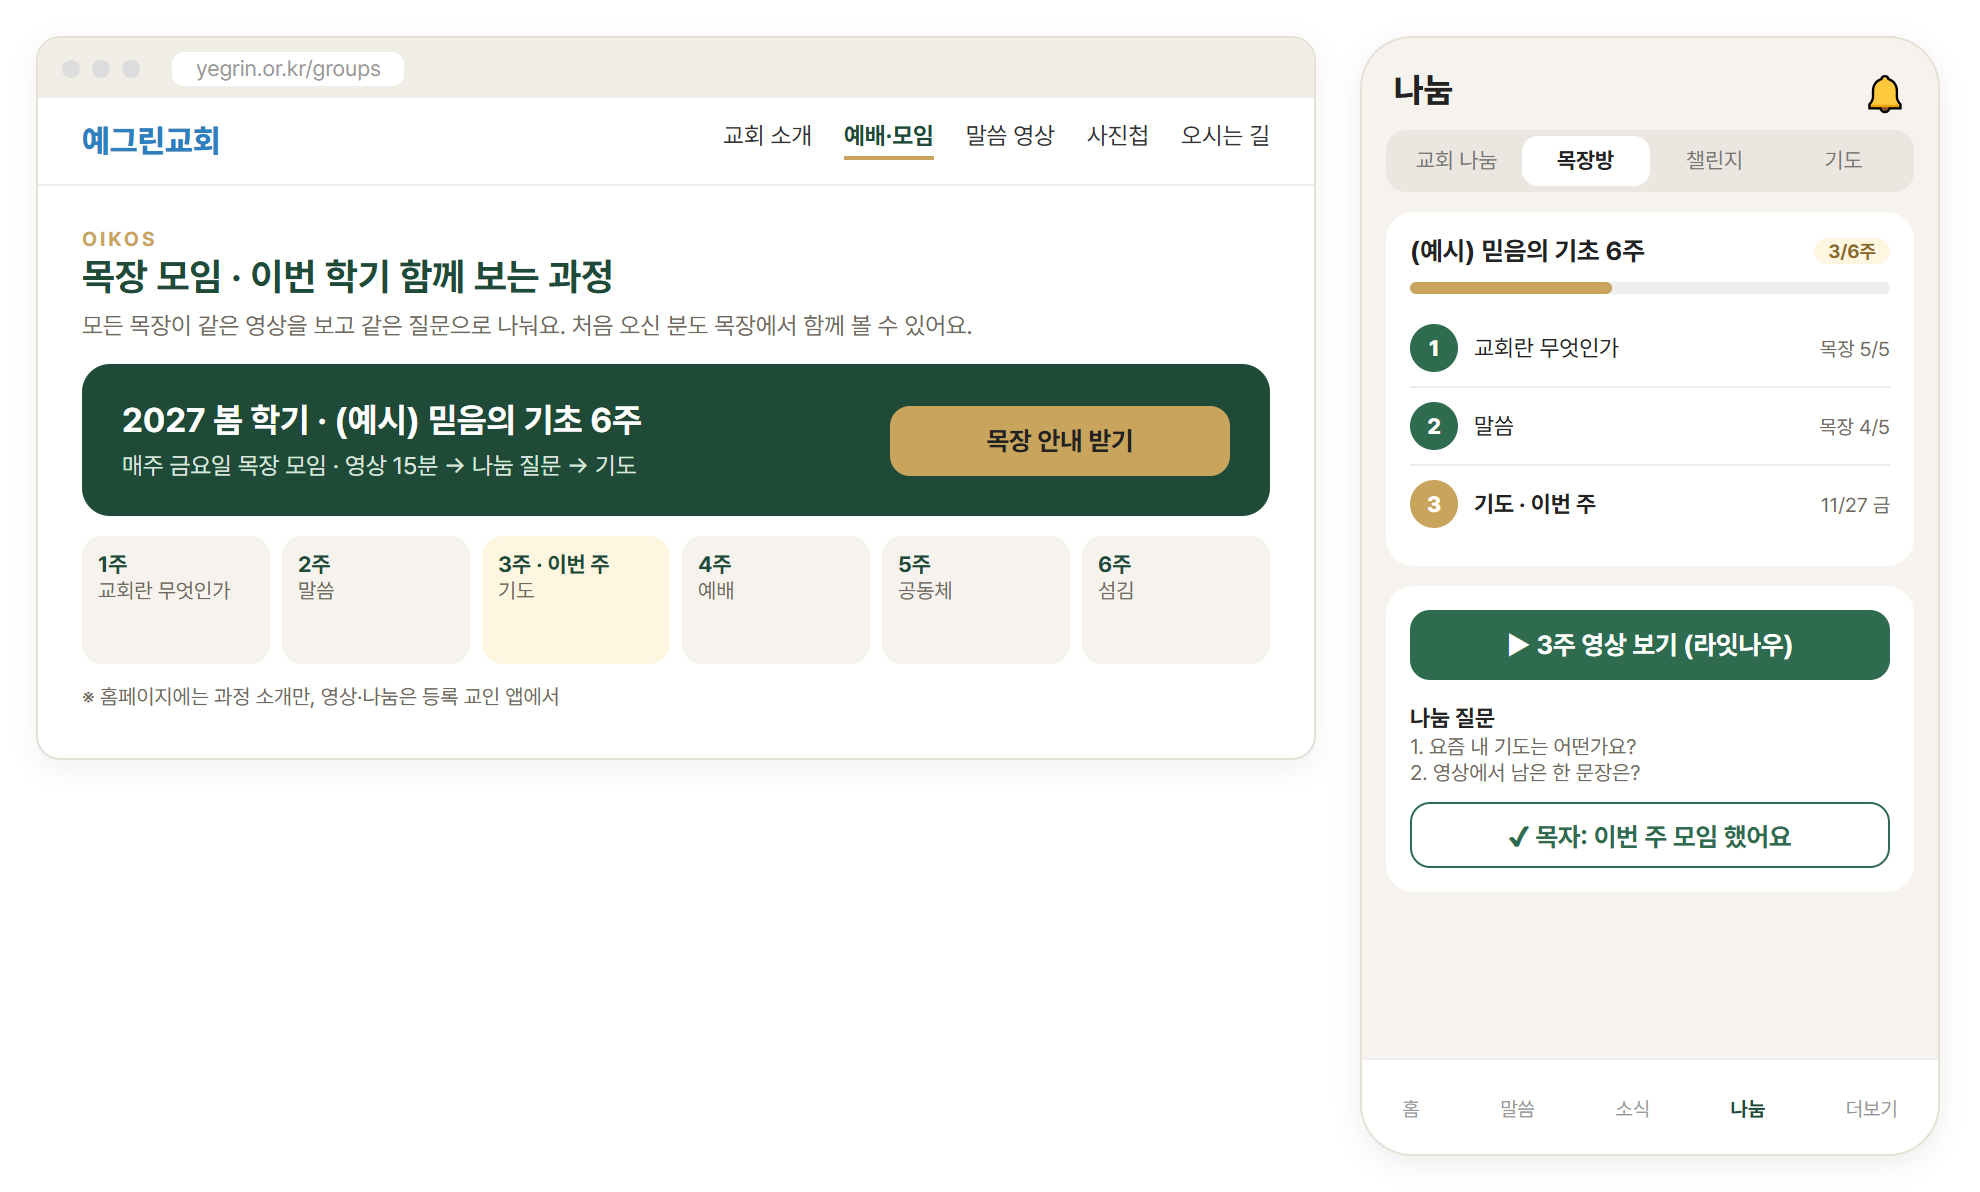 yegrin.or.kr/groups
예그린교회
교회 소개 예배·모임 말씀 영상 사진첩 오시는 길
OIKOS
목장 모임 · 이번 학기 함께 보는 과정
모든 목장이 같은 영상을 보고 같은 질문으로 나눠요. 처음 오신 분도 목장에서 함께 볼 수 있어요.
2027 봄 학기 · (예시) 믿음의 기초 6주
매주 금요일 목장 모임 · 영상 15분 → 나눔 질문 → 기도
목장 안내 받기
1주
교회란 무엇인가
2주
말씀
3주 · 이번 주
기도
4주
예배
5주
공동체
6주
섬김
※ 홈페이지에는 과정 소개만, 영상·나눔은 등록 교인 앱에서
나눔
교회 나눔 목장방 챌린지 기도
(예시) 믿음의 기초 6주 3/6주
1 교회란 무엇인가 목장 5/5
2 말씀 목장 4/5
3 기도 · 이번 주 11/27 금
▶ 3주 영상 보기 (라잇나우)
나눔 질문
1. 요즘 내 기도는 어떤가요?
2. 영상에서 남은 한 문장은?
✔ 목자: 이번 주 모임 했어요
홈 말씀 소식 나눔 더보기